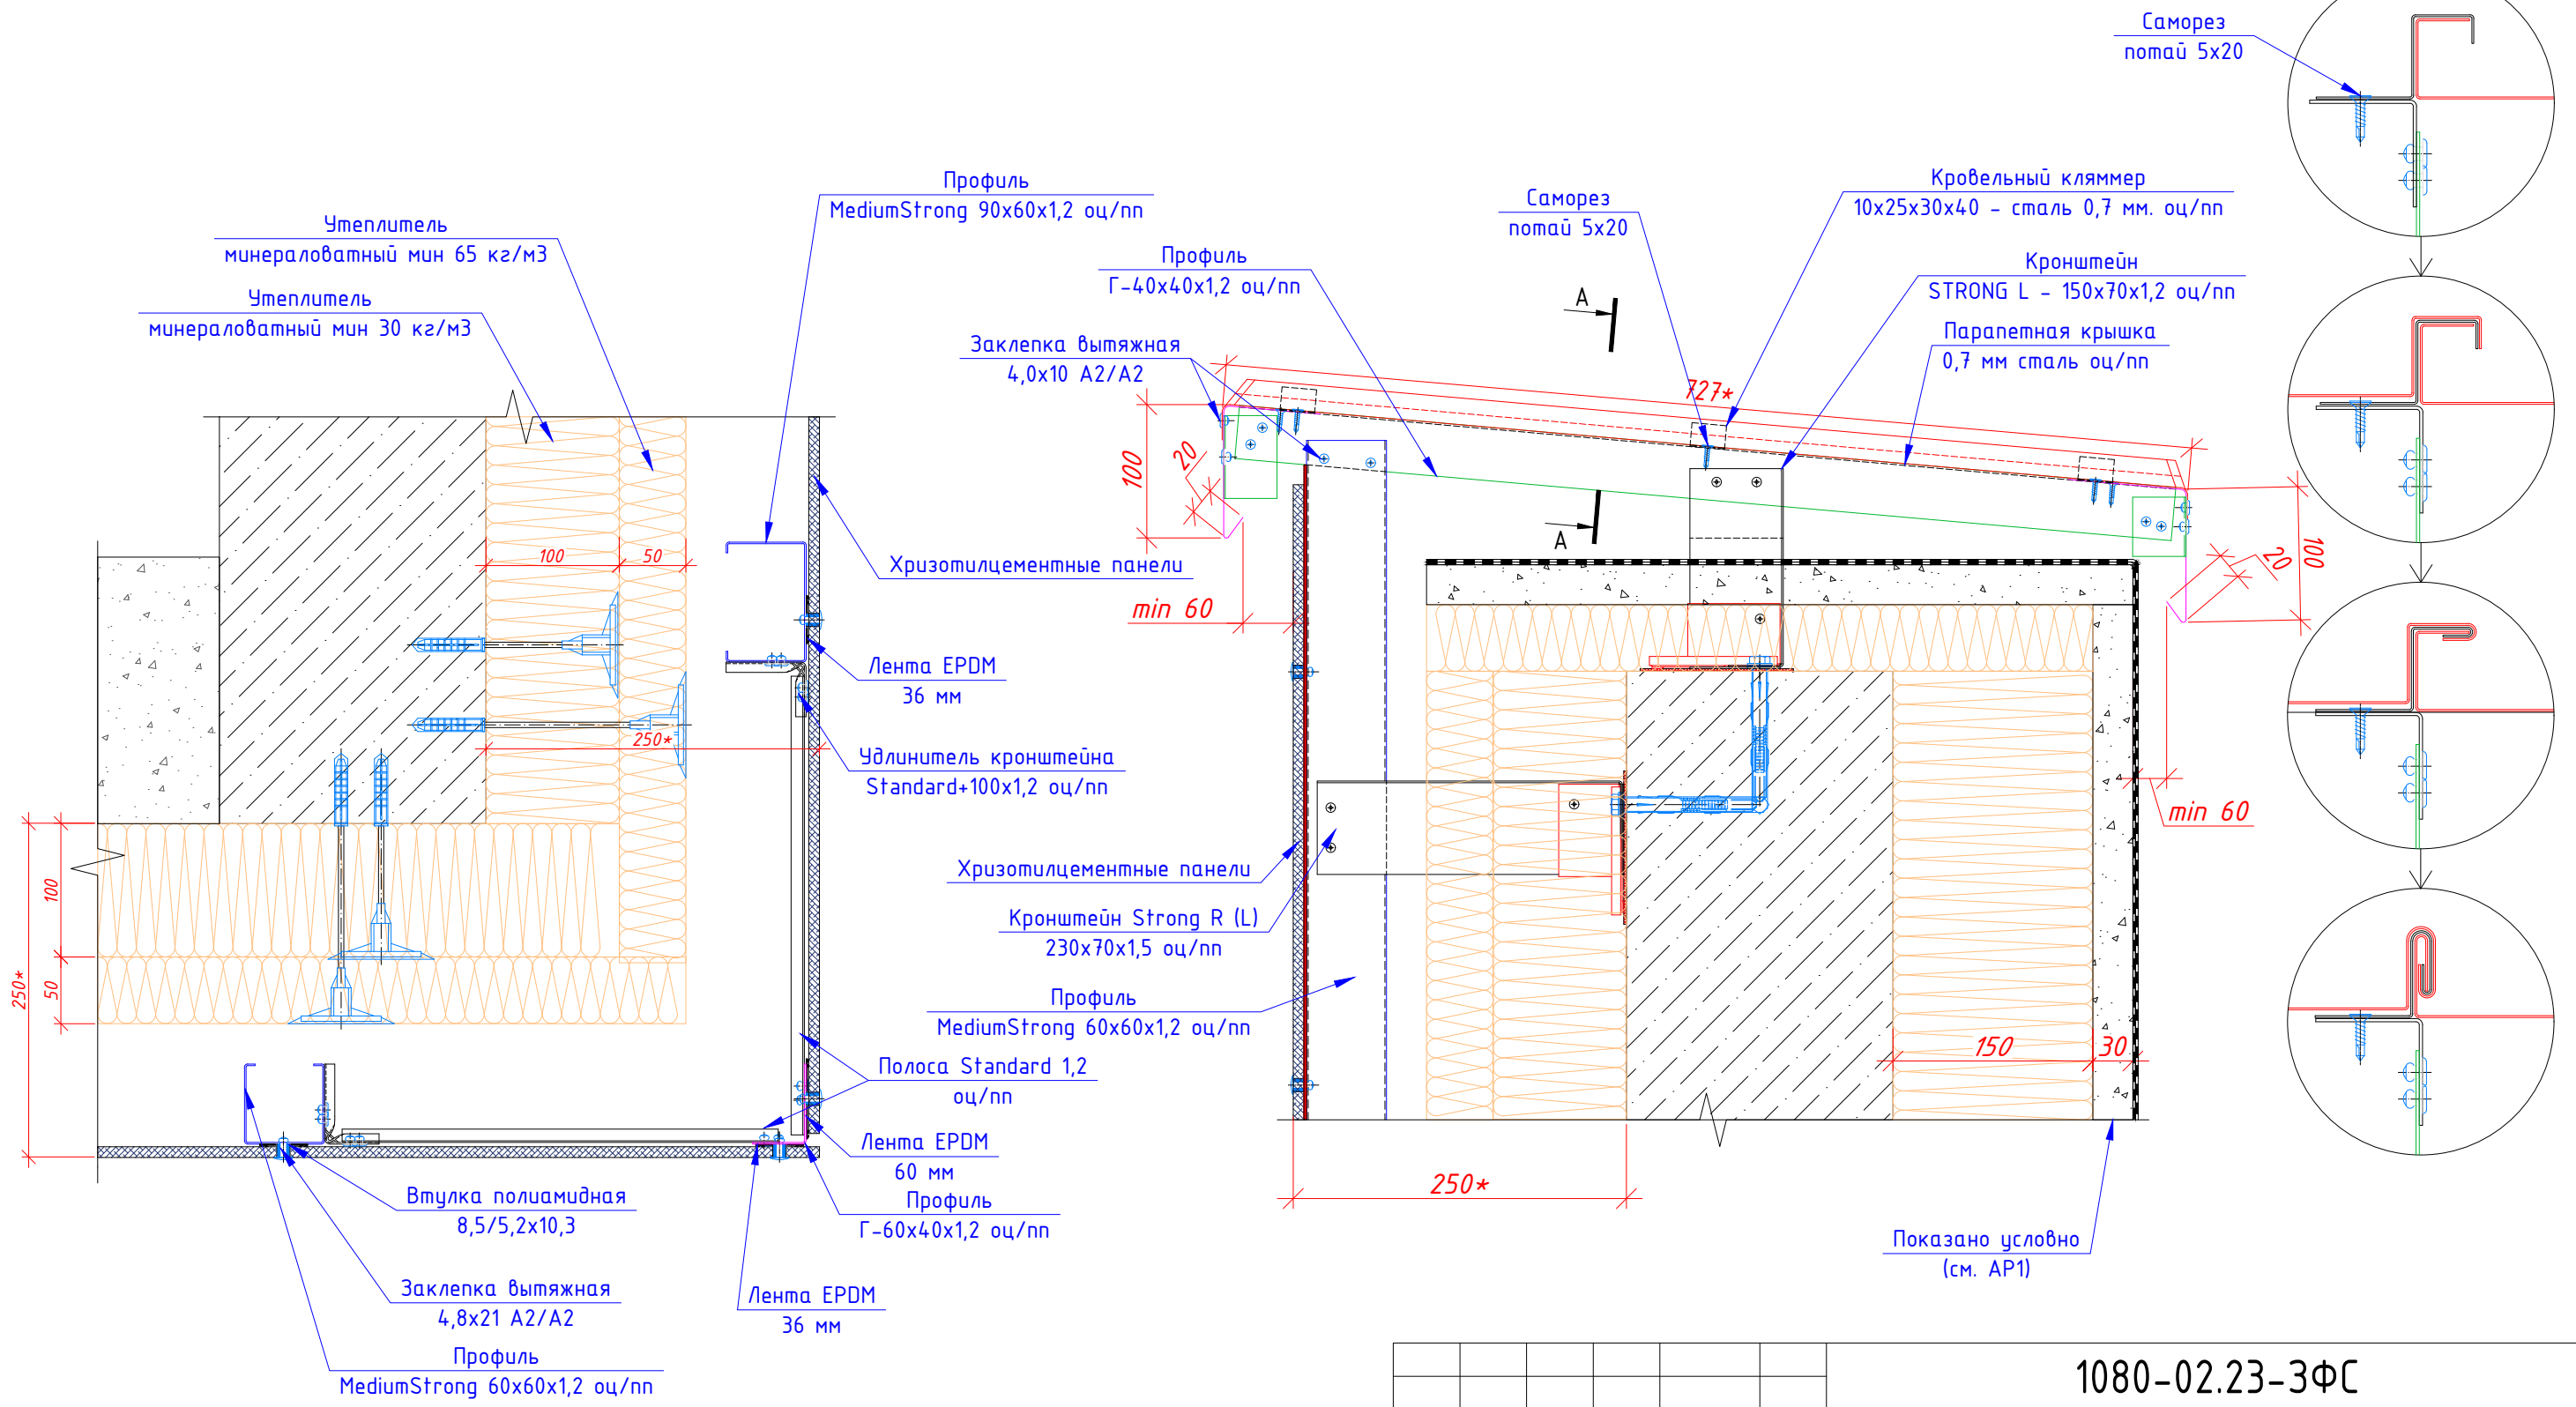 Саморез
потай 5х20
Профиль
MediumStrong 90х60х1,2 оц/пп
Утеплитель
минераловатный мин 65 кг/м3
Утеплитель
минераловатный мин 30 кг/м3
Саморез
потай 5х20
Кровельный кляммер
10х25х30х40 - сталь 0,7 мм. оц/пп
Профиль
Г-40х40х1,2 оц/пп
Кронштейн
STRONG L - 150х70х1,2 оц/пп
Заклепка вытяжная
4,0х10 А2/А2
Парапетная крышка
0,7 мм сталь оц/пп
А
А
727*
100
20
min 60
100
20
min 60
100
50
Хризотилцементные панели
Лента EPDM
36 мм
250*
Удлинитель кронштейна
Standard+100х1,2 оц/пп
250*
100
50
Хризотилцементные панели
Кронштейн Strong R (L)
230х70х1,5 оц/пп
Профиль
MediumStrong 60х60х1,2 оц/пп
Полоса Standard 1,2
оц/пп
150
30
Лента EPDM
60 мм
Профиль
Г-60х40х1,2 оц/пп
250*
Втулка полиамидная
8,5/5,2х10,3
Показано условно
(см. АР1)
Заклепка вытяжная
4,8х21 А2/А2
Лента EPDM
36 мм
Профиль
MediumStrong 60х60х1,2 оц/пп
1080-02.23-3ФС